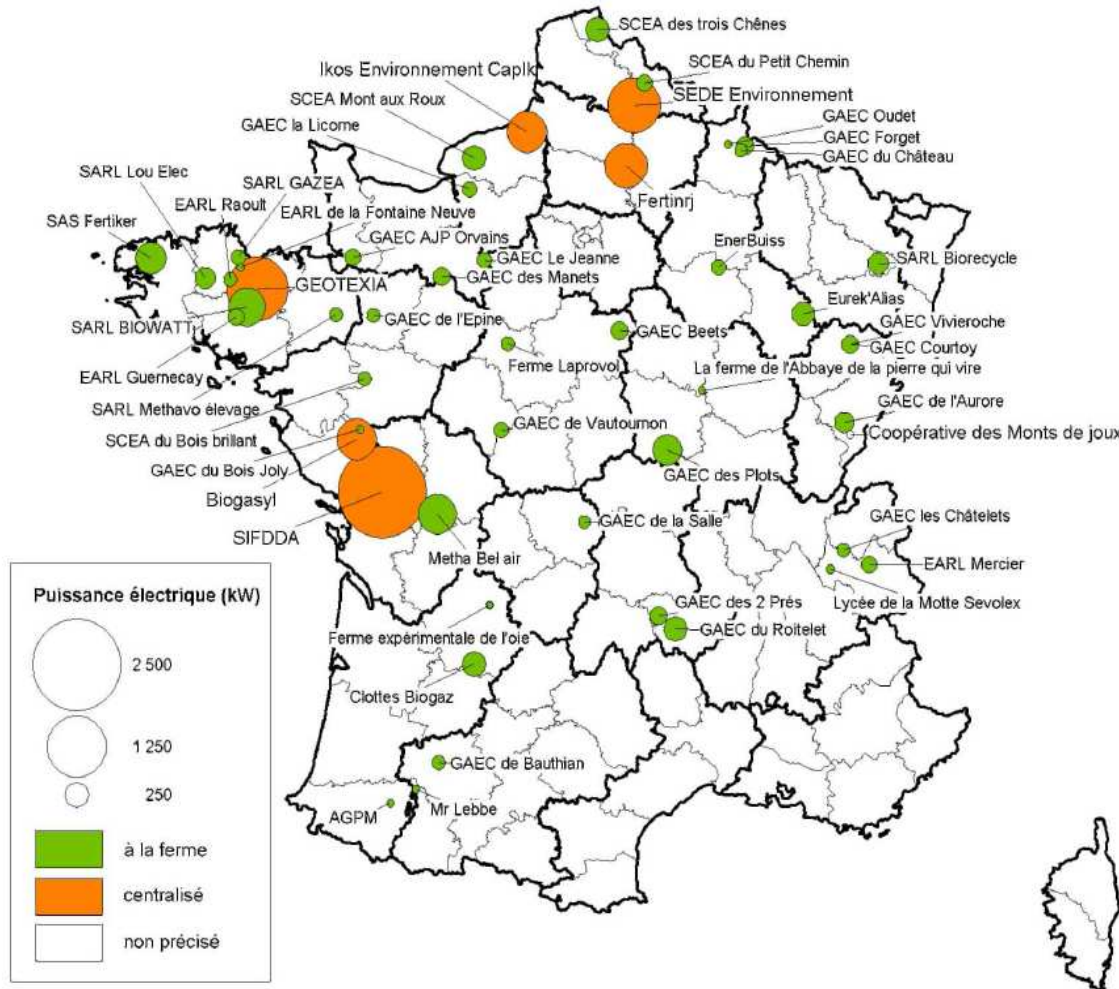 SCEA des trois Chênes
SCEA du Petit Chemin
Ikos Environnement Caplk
SEDE Environnement
SCEA Mont aux Roux
GAEC Oudet
GAEC la Licorne
GAEC Forget
GAEC du Château
SARL Lou Elec
SARL GAZEA
Fertinrj
EARL Raoult
EARL de la Fontaine Neuve
SAS Fertiker
GAEC AJP Orvains
GAEC Le Jeanne
EnerBuiss
SARL Biorecycle
GAEC des Manets
GEOTEXIA
Eurek'Alias
SARL BIOWATT
GAEC de l'Epine
GAEC Beets
GAEC Vivieroche
GAEC Courtoy
Ferme Laprovol
La ferme de l'Abbaye de la pierre qui vire
EARL Guernecay
SARL Methavo élevage
GAEC de l'Aurore
GAEC de Vautournon
Coopérative des Monts de joux
SCEA du Bois brillant
GAEC du Bois Joly
GAEC des Plots
Biogasyl
SIFDDA
GAEC de la Salle
GAEC les Châtelets
Metha Bel air
EARL Mercier
Lycée de la Motte Sevolex
GAEC des 2 Prés
Ferme expérimentale de l'oie
GAEC du Roitelet
Clottes Biogaz
GAEC de Bauthian
Mr Lebbe
AGPM
Puissance électrique (kW)
2 500
1 250
250
à la ferme
centralisé
non précisé